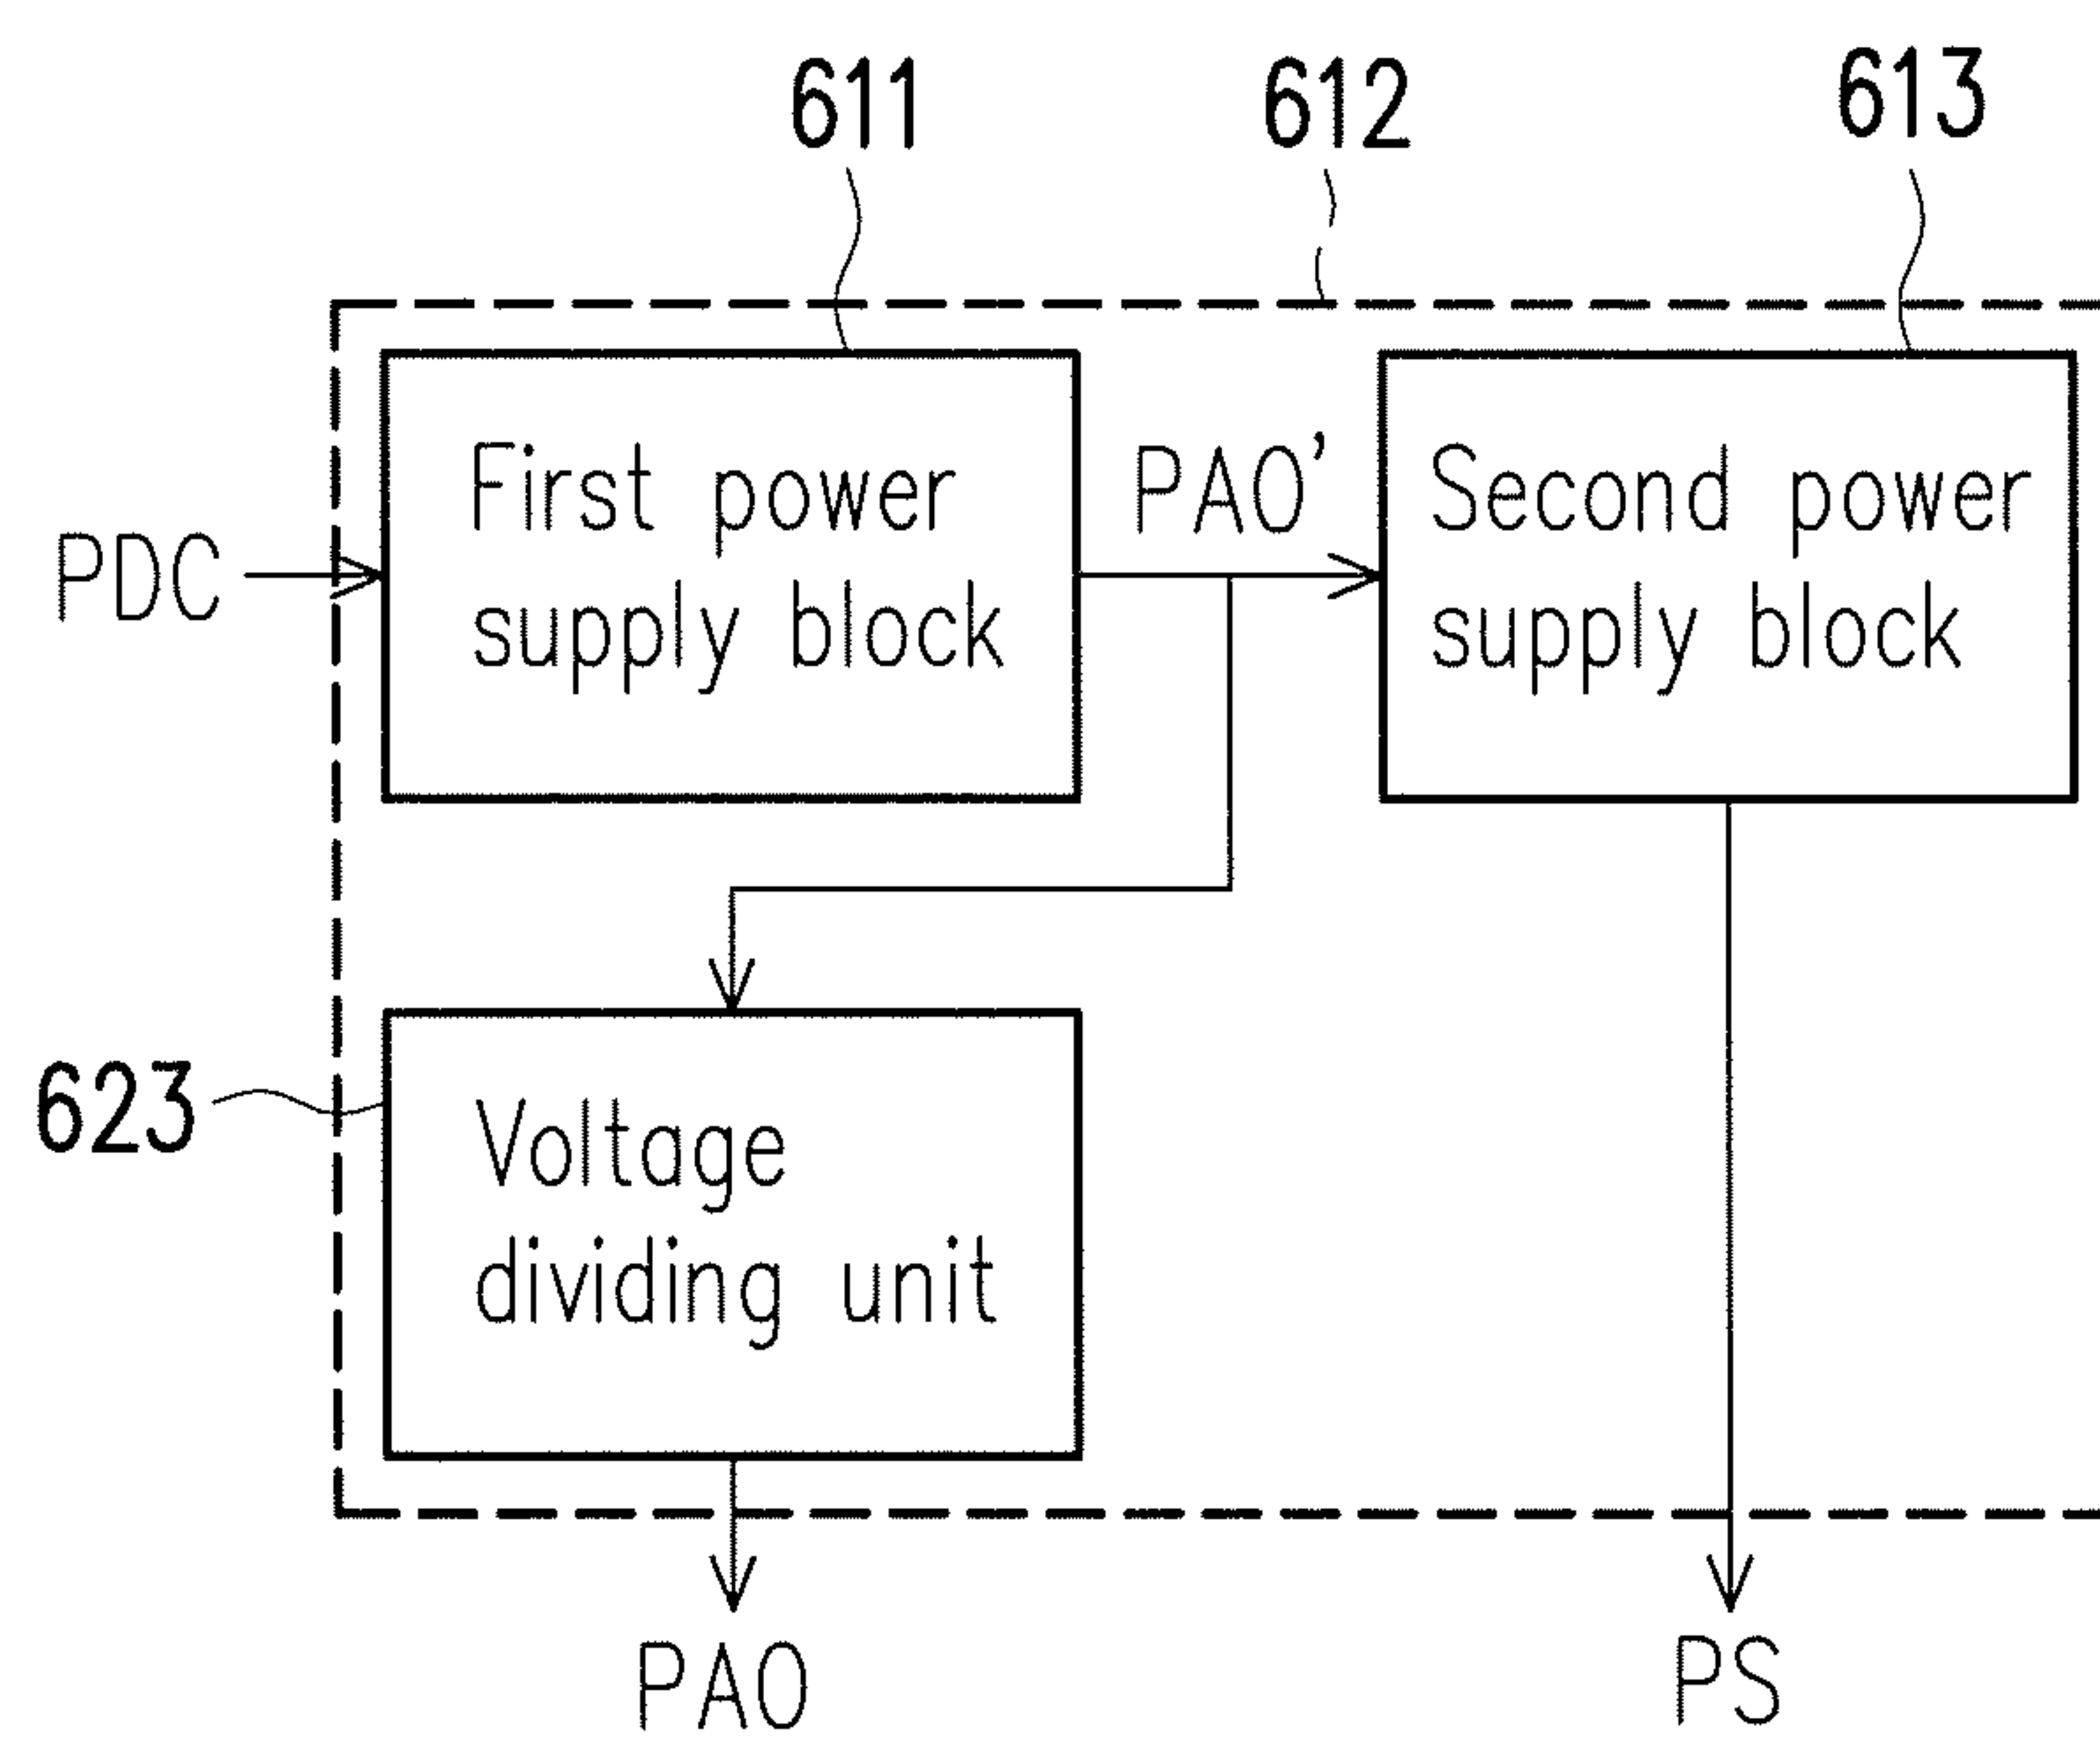 611
612
613
PDC
First power
supply block
PAO'
Second power
supply block
623
Voltage
dividing unit
PAO
PS